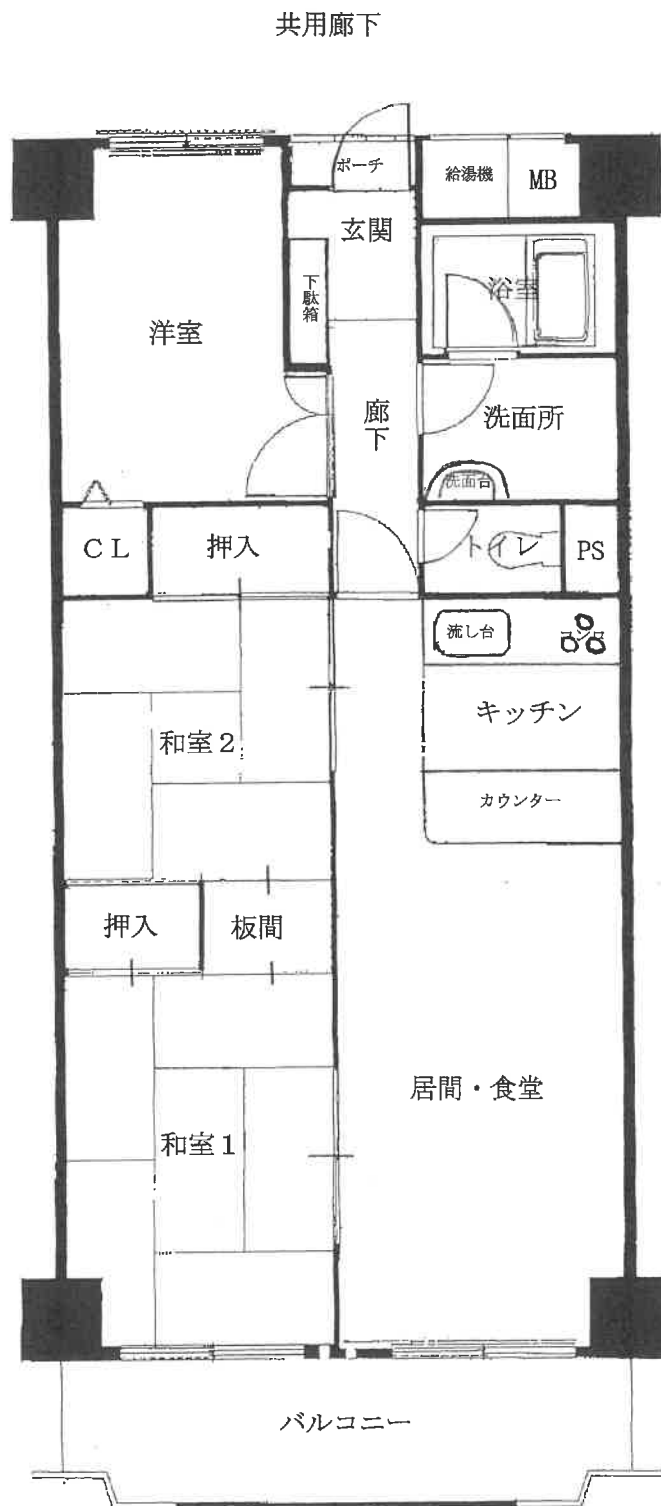 共用廊下
ポーチ
給湯機
MB
玄関
下駄箱
浴室
洋室
廊下
洗面所
洗面台
CL
押入
トイレ
PS
流し台
コンロ
キッチン
和室2
カウンター
押入
板間
居間・食堂
和室1
バルコニー